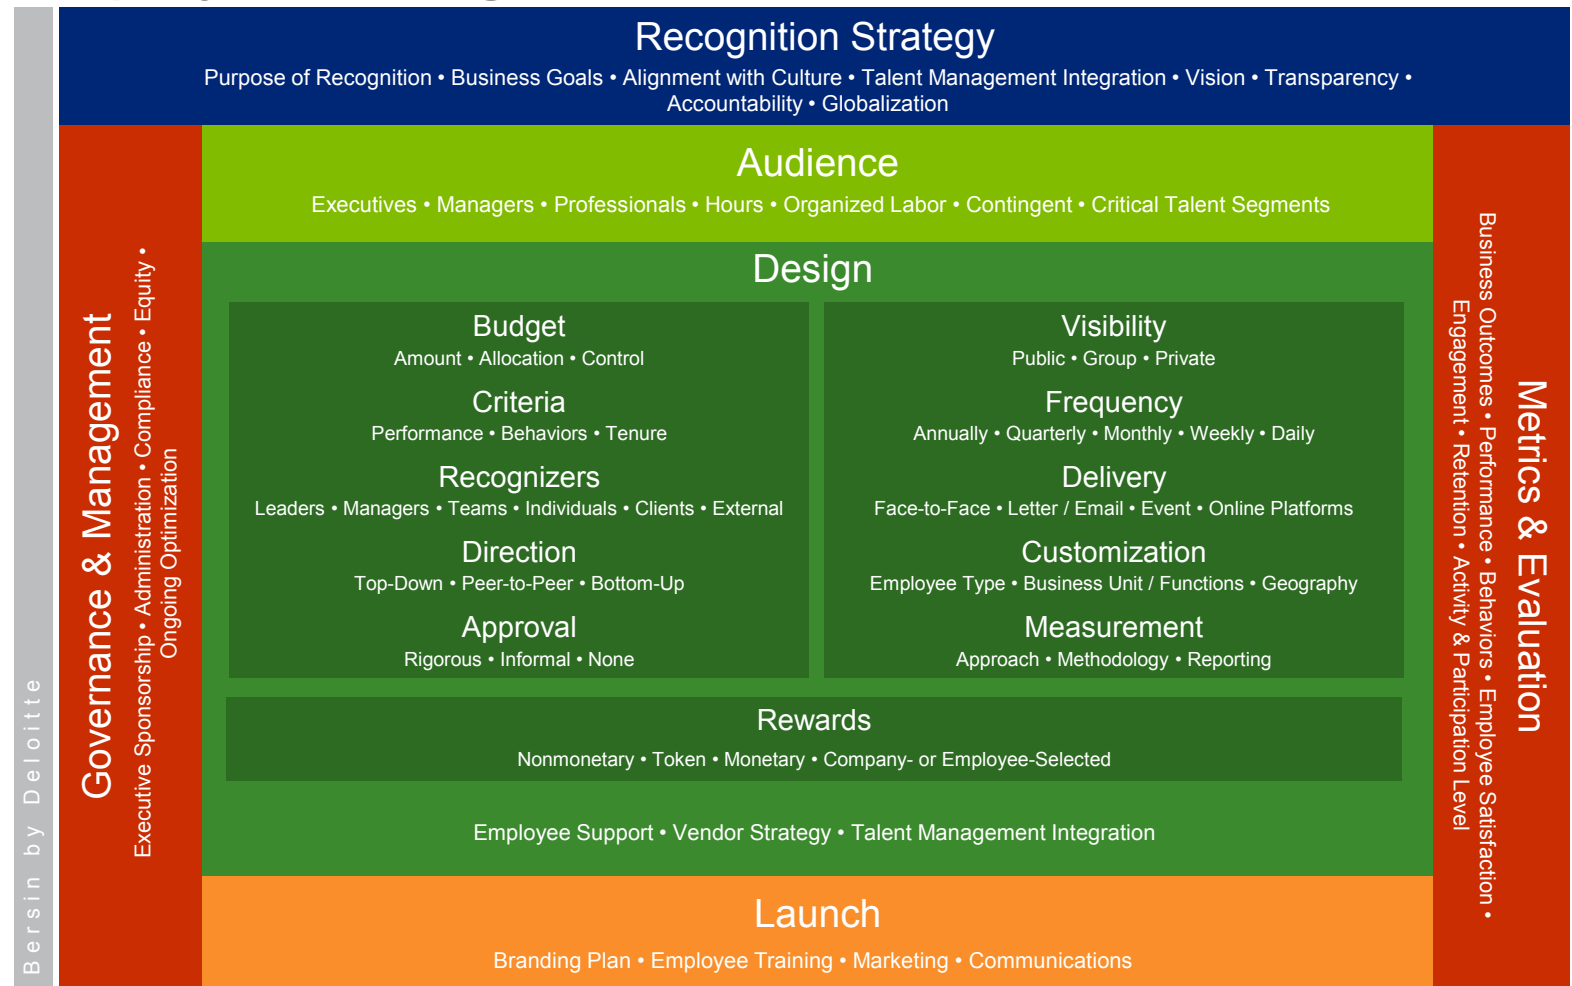 Recognition Strategy
Purpose of Recognition • Business Goals • Alignment with Culture • Talent Management Integration • Vision • Transparency •
Accountability • Globalization
Governance & Management
Executive Sponsorship • Administration • Compliance • Equity •
Ongoing Optimization
Audience
Executives • Managers • Professionals • Hours • Organized Labor • Contingent • Critical Talent Segments
Design
Budget
Amount • Allocation • Control
Criteria
Performance • Behaviors • Tenure
Recognizers
Leaders • Managers • Teams • Individuals • Clients • External
Direction
Top-Down • Peer-to-Peer • Bottom-Up
Approval
Rigorous • Informal • None
Visibility
Public • Group • Private
Frequency
Annually • Quarterly • Monthly • Weekly • Daily
Delivery
Face-to-Face • Letter / Email • Event • Online Platforms
Customization
Employee Type • Business Unit / Functions • Geography
Measurement
Approach • Methodology • Reporting
Rewards
Nonmonetary • Token • Monetary • Company- or Employee-Selected
Employee Support • Vendor Strategy • Talent Management Integration
Launch
Branding Plan • Employee Training • Marketing • Communications
Metrics & Evaluation
Business Outcomes • Performance • Behaviors • Employee Satisfaction •
Engagement • Retention • Activity & Participation Level
Bersin by Deloitte